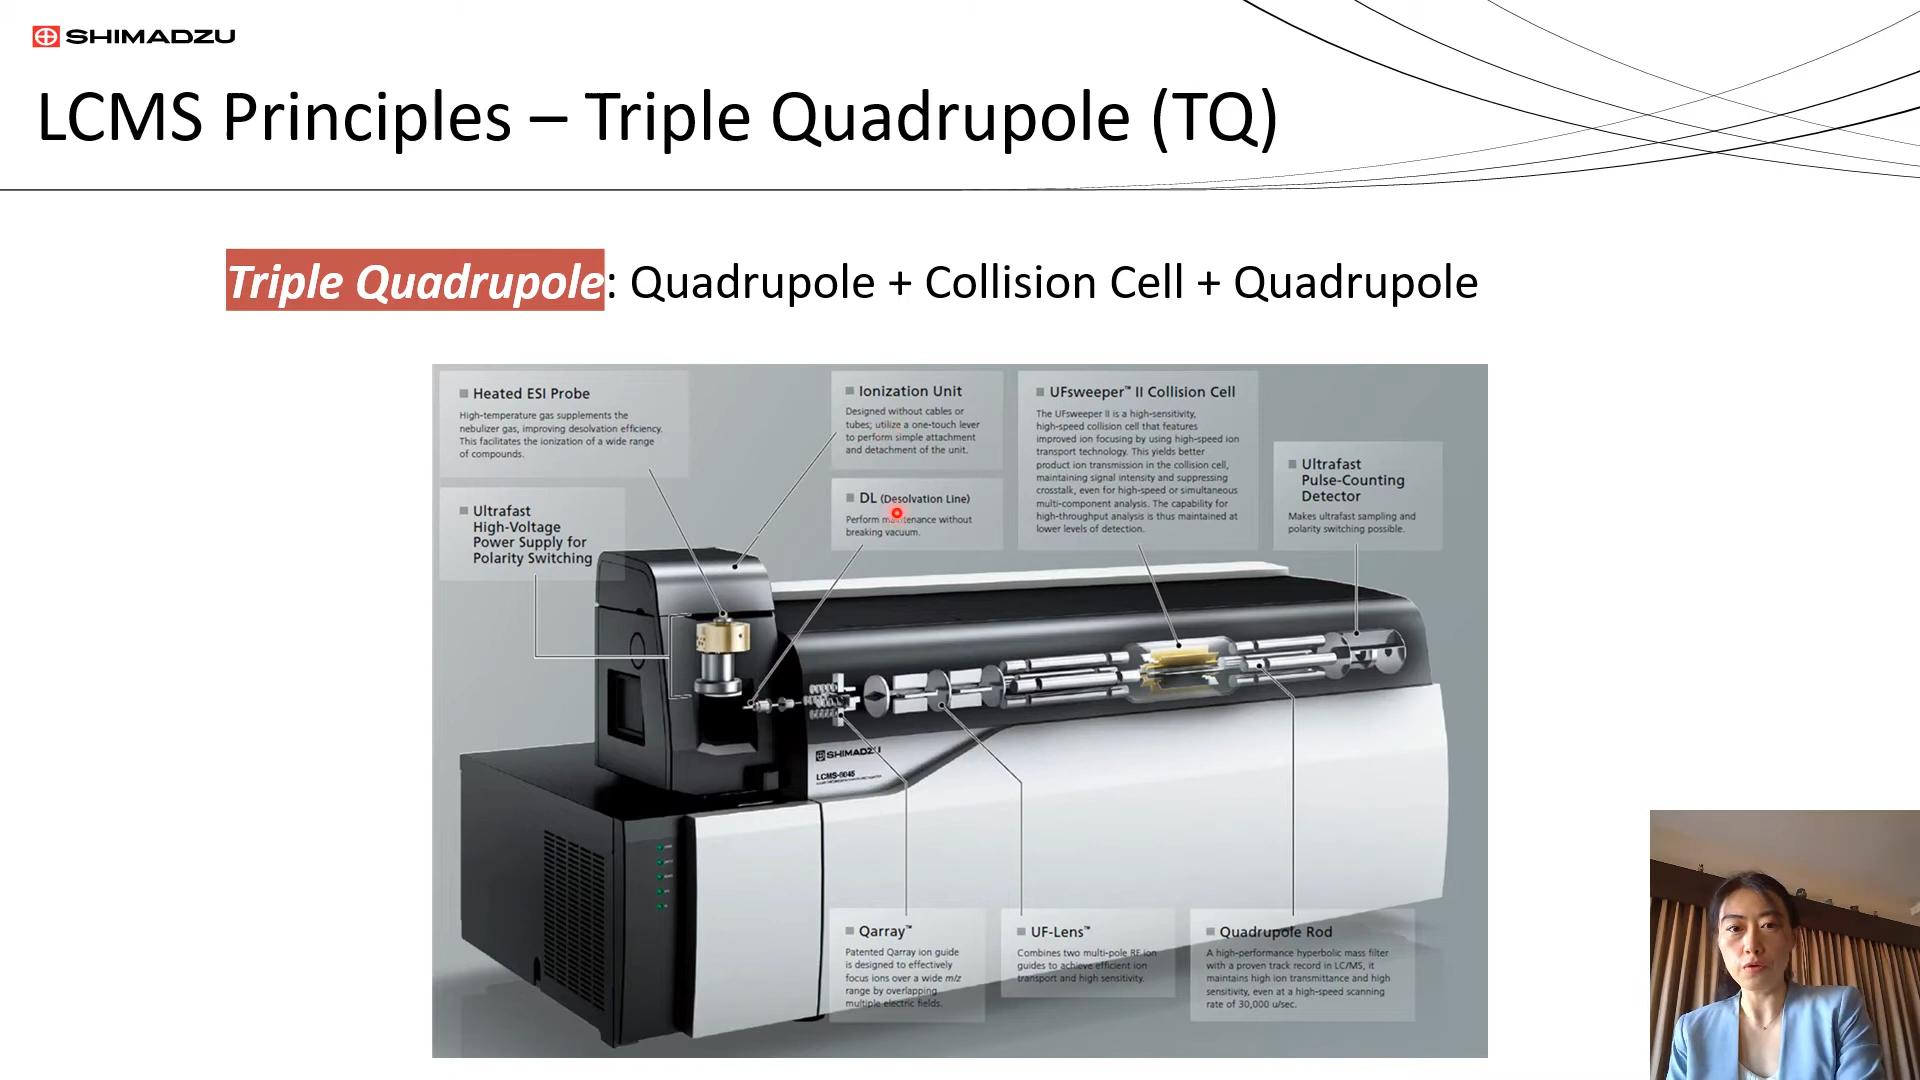 SHIMADZU
LCMS Principles – Triple Quadrupole (TQ)
Triple Quadrupole: Quadrupole + Collision Cell + Quadrupole
Heated ESI Probe
High-temperature gas supplements the
nebulizer gas, improving desolvation efficiency.
This facilitates the ionization of a wide range
of compounds.
Ultrafast
High-Voltage
Power Supply for
Polarity Switching
Ionization Unit
Designed without cables or
tubes; utilize a one-touch lever
to perform simple attachment
and detachment of the unit.
DL (Desolvation Line)
Perform maintenance without
breaking vacuum.
UFsweeper™ II Collision Cell
The UFsweeper II is a high-sensitivity,
high-speed collision cell that features
improved ion focusing by using high-speed ion
transport technology. This yields better
product ion transmission in the collision cell,
maintaining signal intensity and suppressing
crosstalk, even for high-speed or simultaneous
multi-component analysis. The capability for
high-throughput analysis is thus maintained at
lower levels of detection.
Ultrafast
Pulse-Counting
Detector
Makes ultrafast sampling and
polarity switching possible.
SHIMADZU
Qarray™
Patented Qarray ion guide
is designed to effectively
focus ions over a wide m/z
range by overlapping
multiple electric fields.
UF-Lens™
Combines two multi-pole RF ion
guides to achieve efficient ion
transport and high sensitivity.
Quadrupole Rod
A high-performance hyperbolic mass filter
with a proven track record in LC/MS, it
maintains high ion transmittance and high
sensitivity, even at a high-speed scanning
rate of 30,000 u/sec.